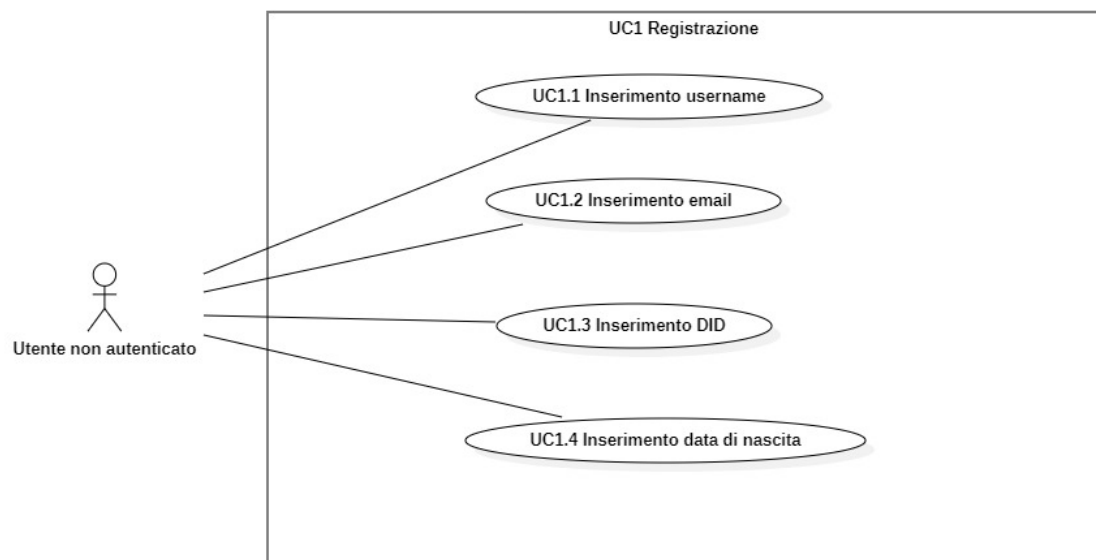 UC1 Registrazione
UC1.1 Inserimento username
UC1.2 Inserimento email
UC1.3 Inserimento DID
Utente non autenticato
UC1.4 Inserimento data di nascita